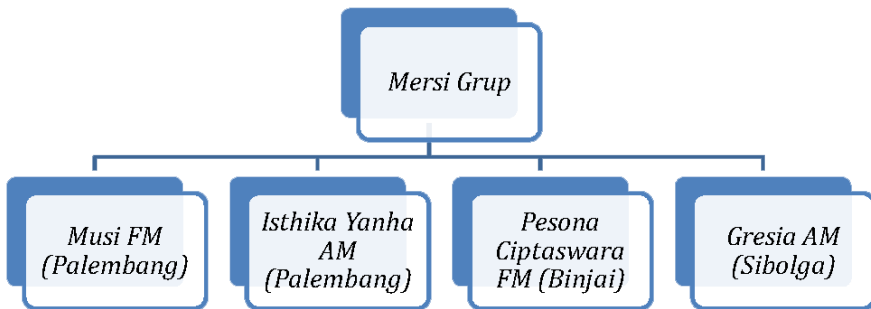 Mersi Grup
Musi FM
(Palembang)
Isthika Yanha
AM
(Palembang)
Pesona
Ciptaswara
FM (Binjai)
Gresia AM
(Sibolga)